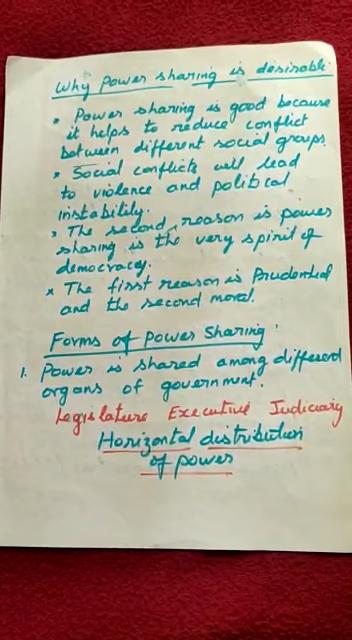 Why Power sharing is desirable
* Power sharing is good because
it helps to reduce conflict
between different social groups.
* Social conflicts will lead
to violence and political
instability.
* The second reason is power
sharing is the very spirit of
democracy.
* The first reason is Prudential
and the second moral.
Forms of Power Sharing
1. Power is shared among different
organs of government.
Legislature Executive Judiciary
Horizontal distribution
of power